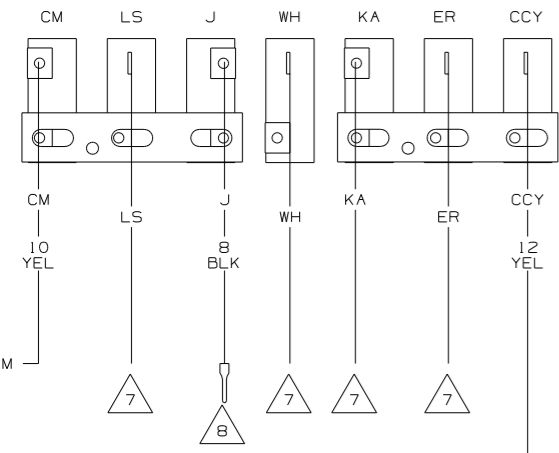 CM LS J WH KA ER CCY
CM J KA CCY
LS WH ER
10 8 12
YEL BLK YEL
M
7 7 7 7
8